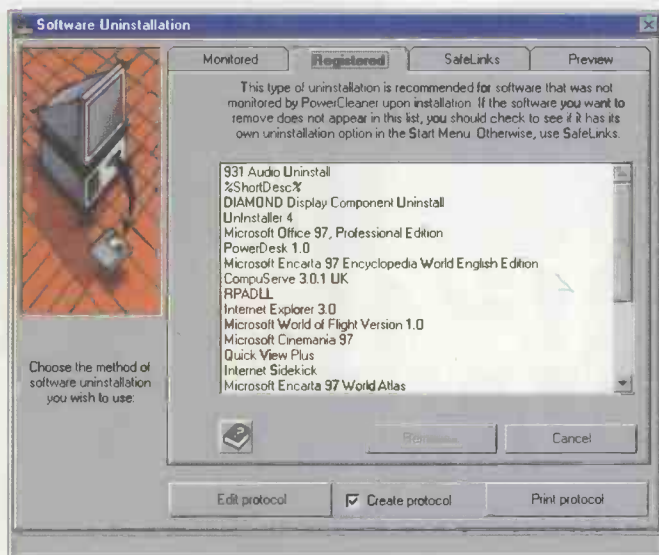 Software Uninstallation
Monitored
Registered
SafeLinks
Preview
This type of uninstallation is recommended for software that was not
monitored by PowerCleaner upon installation. If the software you want to
remove does not appear in this list, you should check to see if it has its
own uninstallation option in the Start Menu. Otherwise, use SafeLinks.
931 Audio Uninstall
%ShortDesc%
DIAMOND Display Component Uninstall
UnInstaller 4
Microsoft Office 97, Professional Edition
PowerDesk 1.0
Microsoft Encarta 97 Encyclopedia World English Edition
CompuServe 3.0.1 UK
RPADLL
Internet Explorer 3.0
Microsoft World of Flight Version 1.0
Microsoft Cinemania 97
Quick View Plus
Internet Sidekick
Microsoft Encarta 97 World Atlas
Choose the method of
software uninstallation
you wish to use:
Cancel
Edit protocol
Create protocol
Print protocol